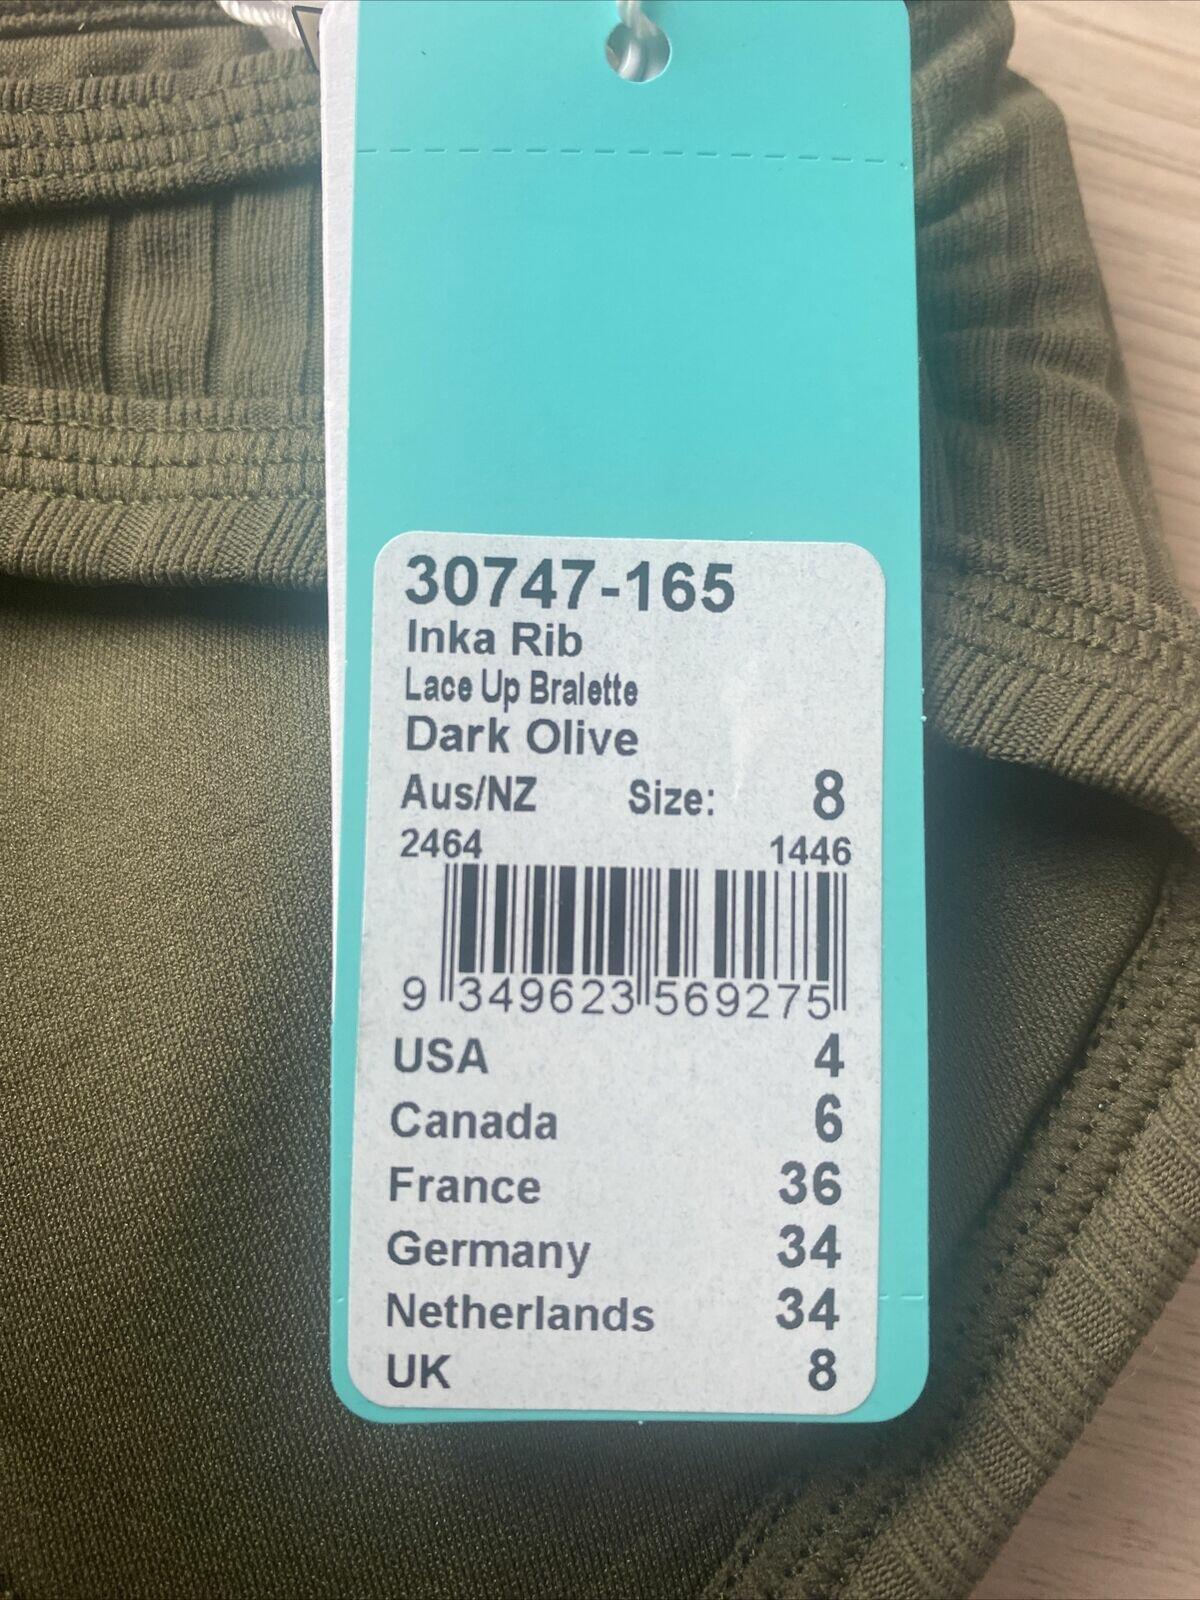 30747-165
Inka Rib
Lace Up Bralette
Dark Olive
Aus/NZ Size: 8
2464 1446
9 349623 569275
USA 4
Canada 6
France 36
Germany 34
Netherlands 34
UK 8